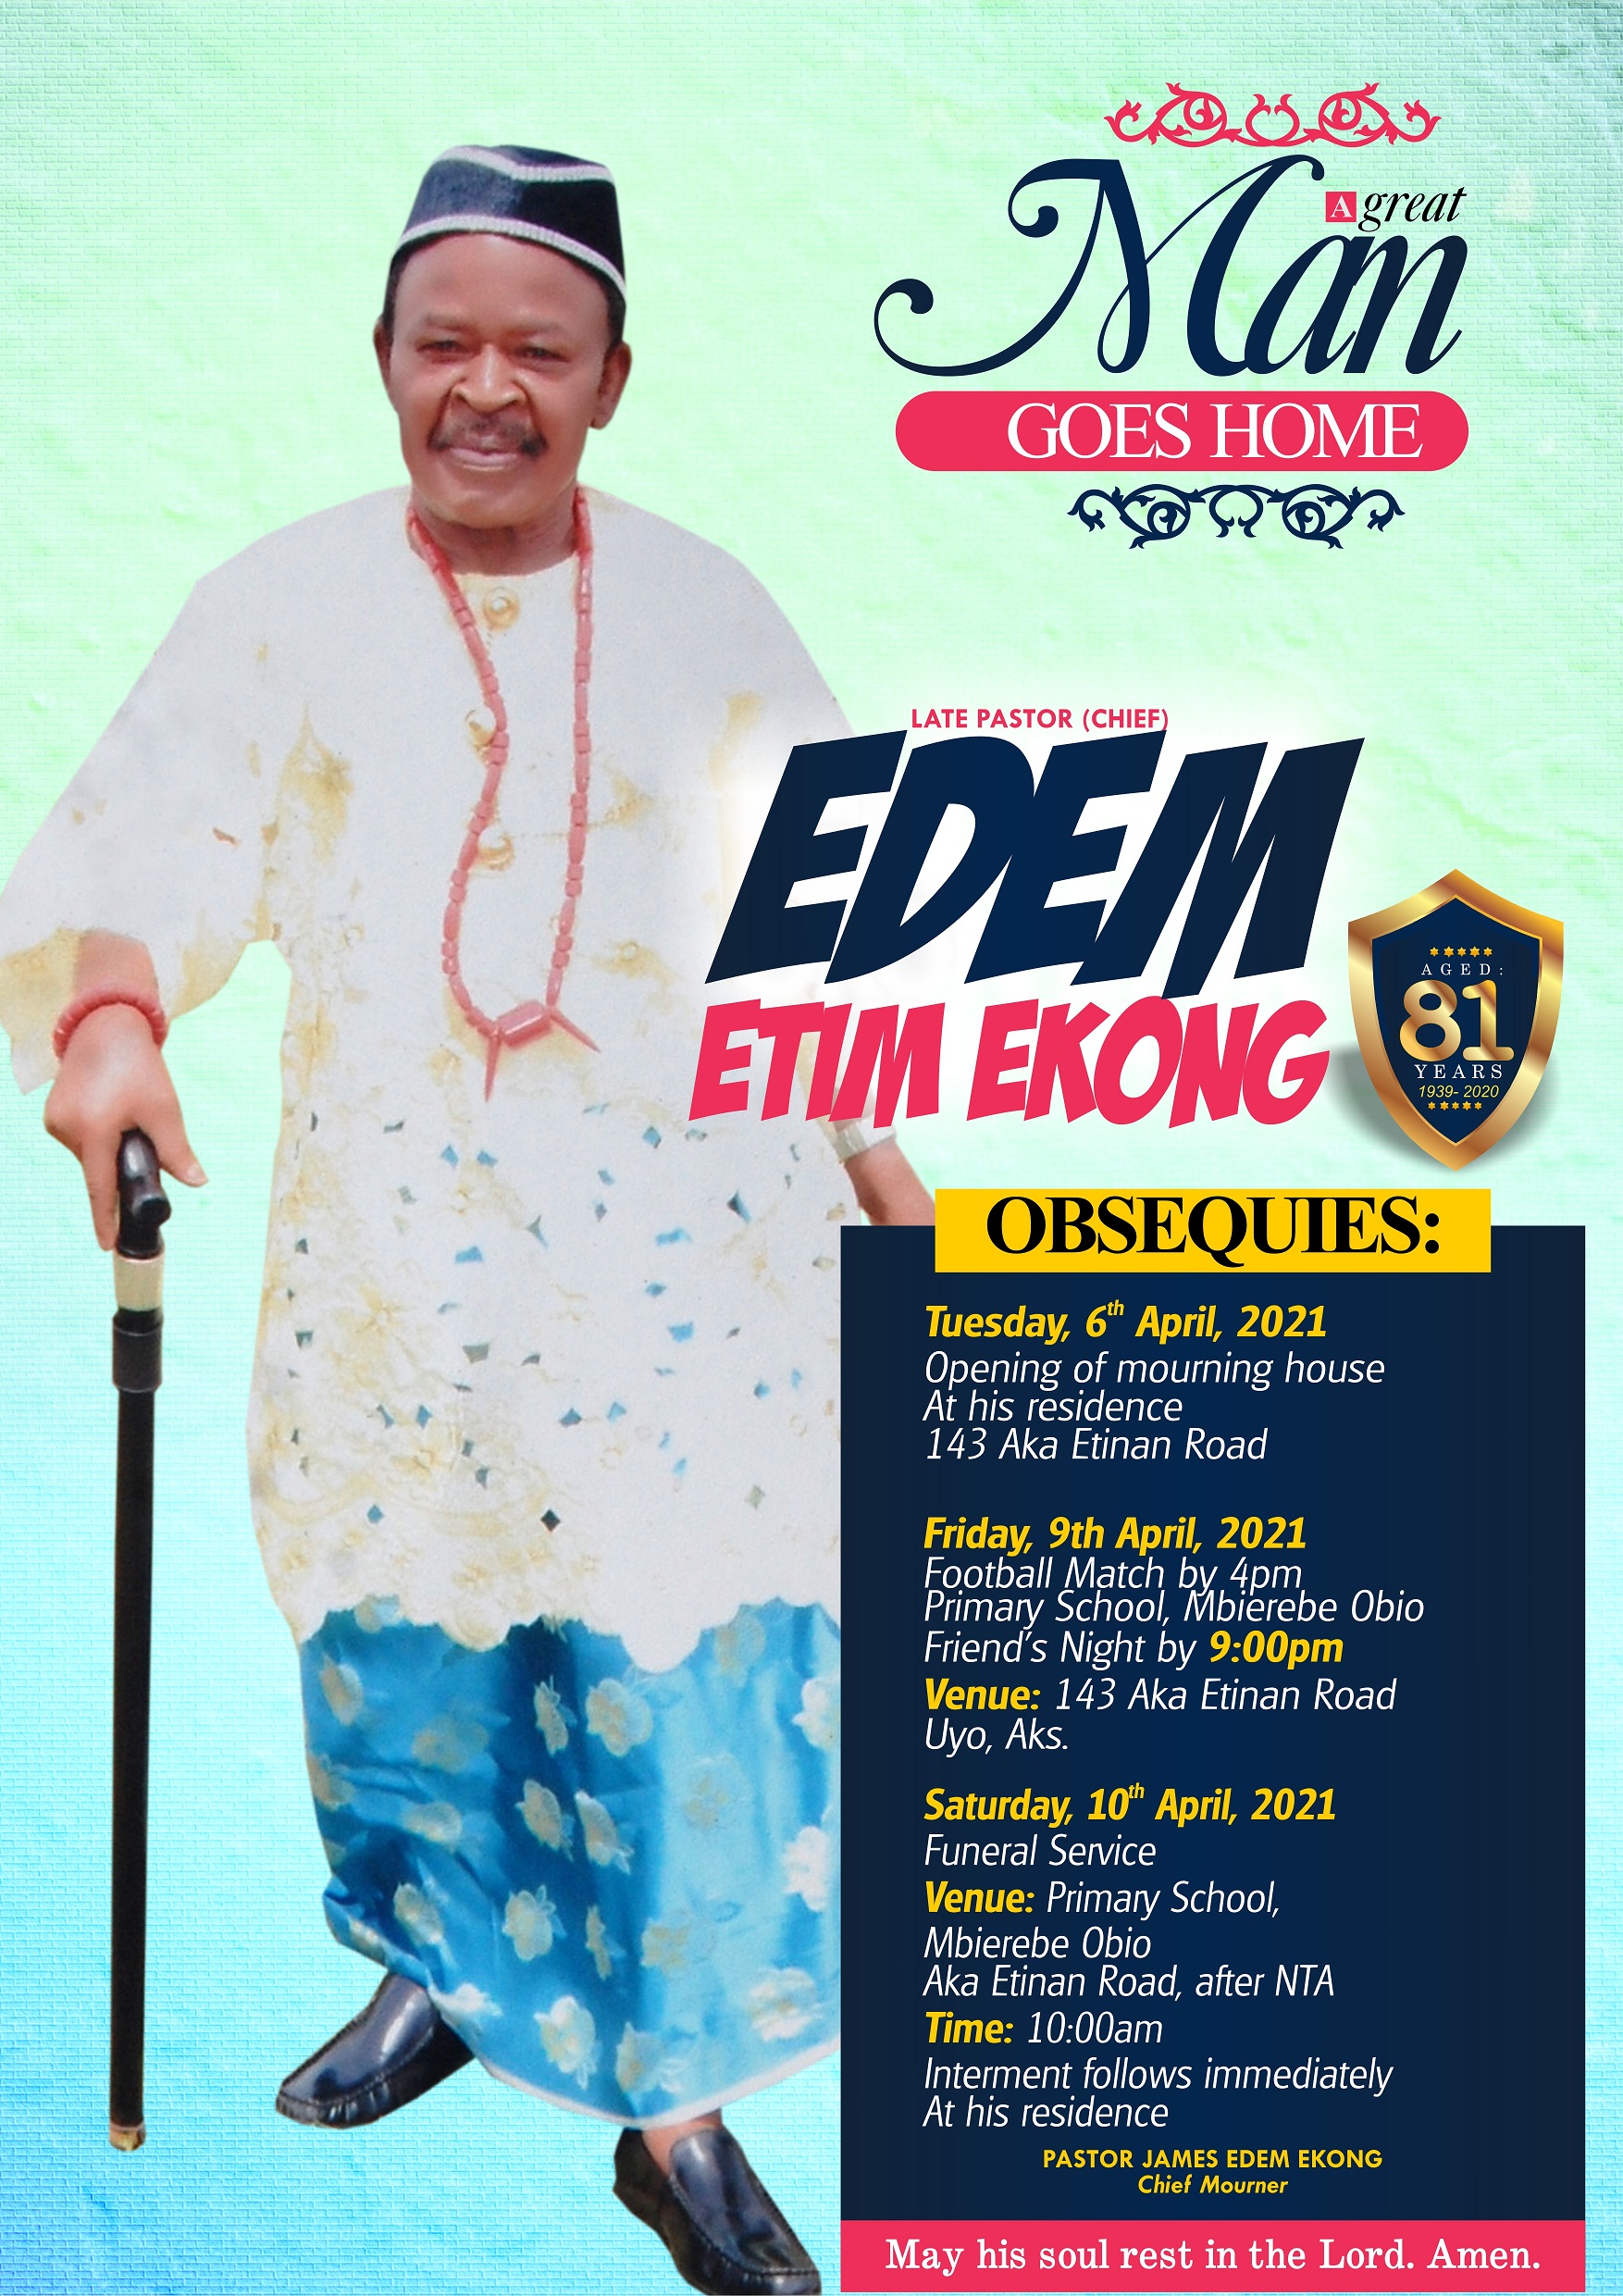 A great
Man
GOES HOME
LATE PASTOR (CHIEF)
EDEM
ETIM EKONG
AGED:
81
YEARS
1939- 2020
OBSEQUIES:
Tuesday, 6th April, 2021
Opening of mourning house
At his residence
143 Aka Etinan Road
Friday, 9th April, 2021
Football Match by 4pm
Primary School, Mbierebe Obio
Friend's Night by 9:00pm
Venue: 143 Aka Etinan Road
Uyo, Aks.
Saturday, 10th April, 2021
Funeral Service
Venue: Primary School,
Mbierebe Obio
Aka Etinan Road, after NTA
Time: 10:00am
Interment follows immediately
At his residence
PASTOR JAMES EDEM EKONG
Chief Mourner
May his soul rest in the Lord. Amen.